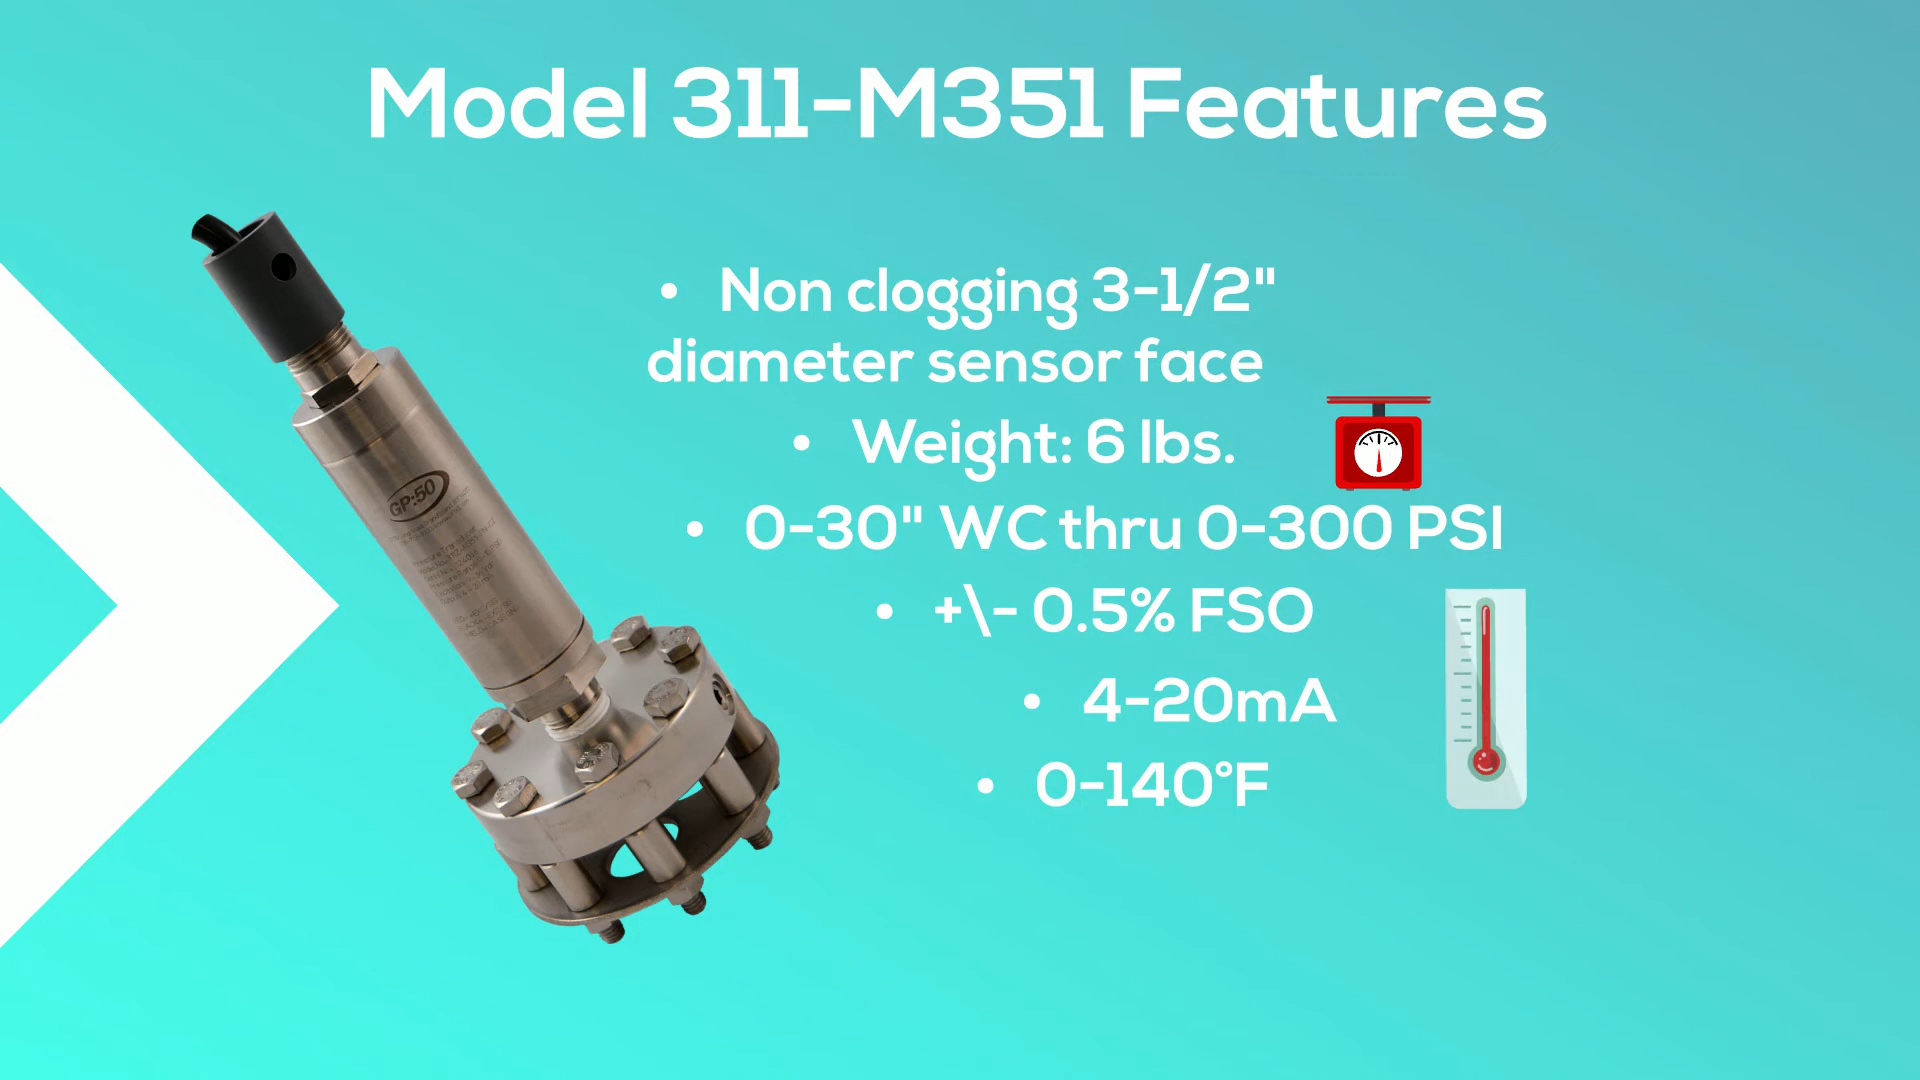 Model 311-M351 Features
• Non clogging 3-1/2"
diameter sensor face
• Weight: 6 lbs.
• 0-30" WC thru 0-300 PSI
• +\- 0.5% FSO
• 4-20mA
• 0-140°F
GP:50